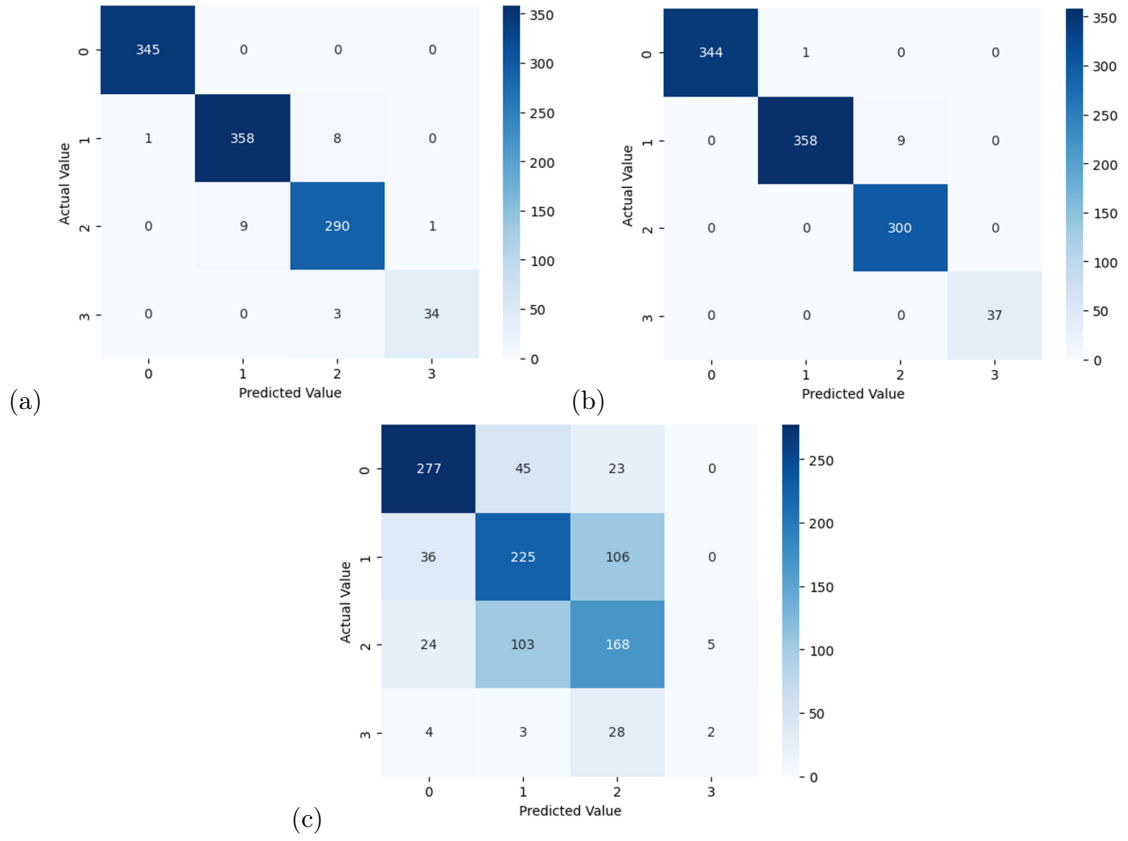 0 345 0 0 0
1 1 358 8 0
2 0 9 290 1
3 0 0 3 34
0 1 2 3
Predicted Value
Actual Value
350
300
250
200
150
100
50
0
(a)
0 344 1 0 0
1 0 358 9 0
2 0 0 300 0
3 0 0 0 37
0 1 2 3
Predicted Value
Actual Value
350
300
250
200
150
100
50
0
(b)
0 277 45 23 0
1 36 225 106 0
2 24 103 168 5
3 4 3 28 2
0 1 2 3
Predicted Value
Actual Value
250
200
150
100
50
0
(c)